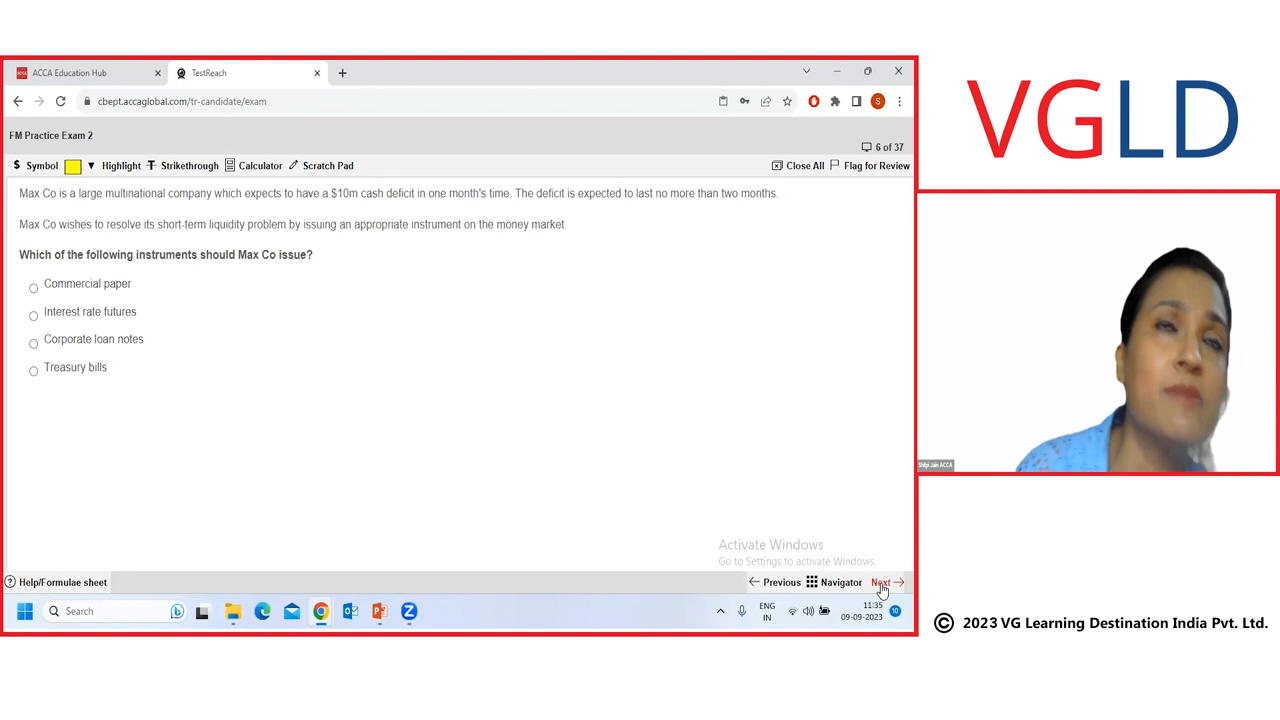 ACCA Education Hub
TestReach
cbept.accaglobal.com/tr-candidate/exam
S
FM Practice Exam 2
6 of 37
$ Symbol Highlight T Strikethrough Calculator Scratch Pad Close All Flag for Review
Max Co is a large multinational company which expects to have a $10m cash deficit in one month's time. The deficit is expected to last no more than two months.
Max Co wishes to resolve its short-term liquidity problem by issuing an appropriate instrument on the money market.
Which of the following instruments should Max Co issue?
Commercial paper
Interest rate futures
Corporate loan notes
Treasury bills
Activate Windows
Go to Settings to activate Windows.
? Help/Formulae sheet Previous Navigator Next
Search
ENG
IN
11:35
09-09-2023
10
VGLD
Shilpi Jain ACCA
© 2023 VG Learning Destination India Pvt. Ltd.